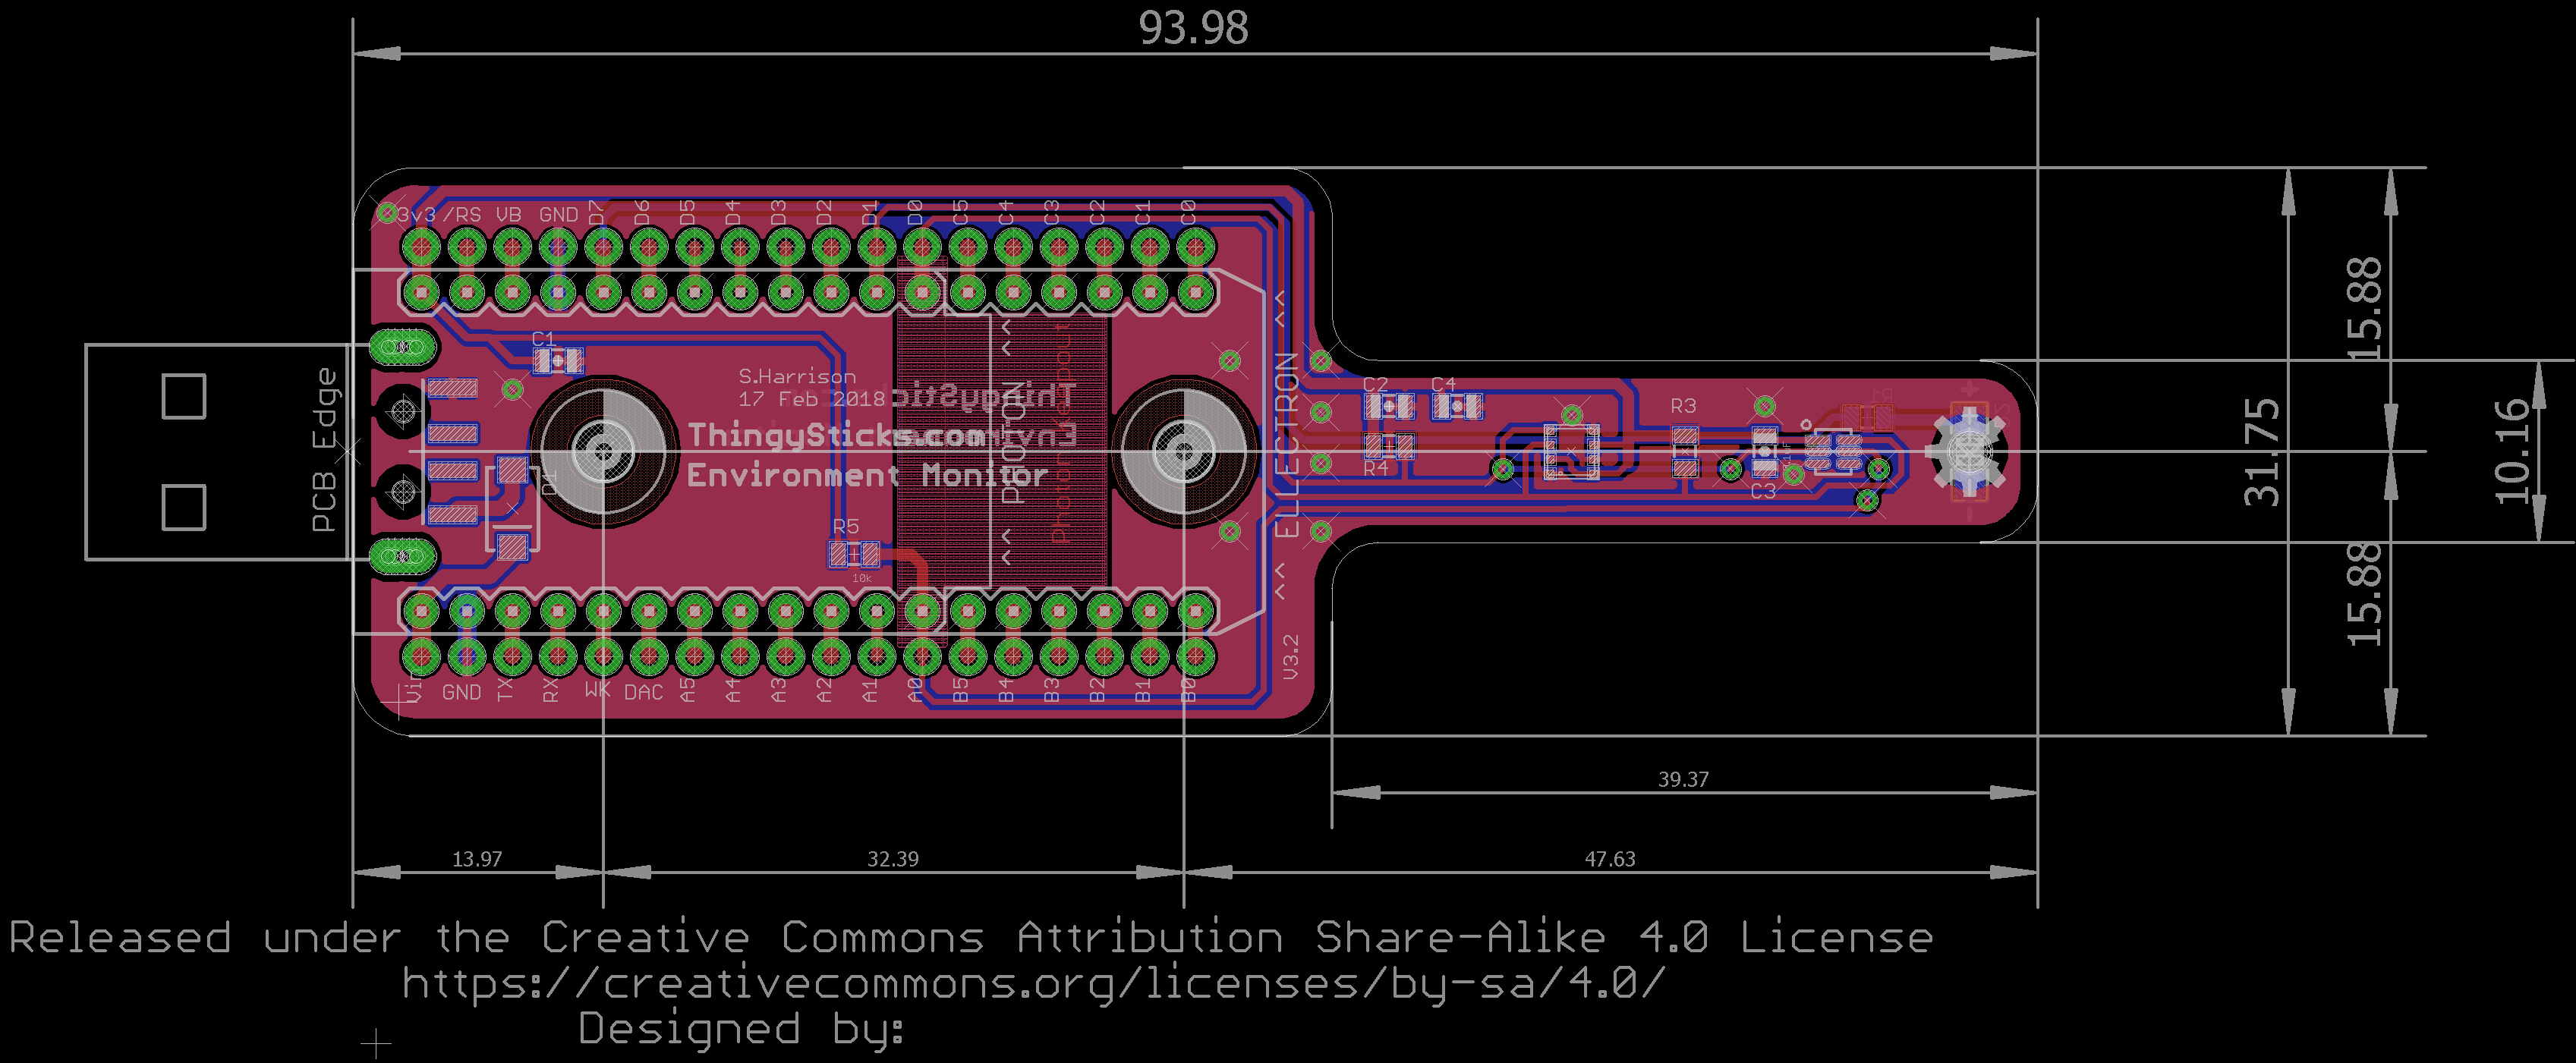 93.98
3v3 /RS VB GND D7 D6 D5 D4 D3 D2 D1 D0 C5 C4 C3 C2 C1 C0
C1
PCB Edge
S.Harrison
17 Feb 2018
ThingySticks.com
Environment Monitor
ThingySticks
D1
R5
10k
^^ PHOTON ^^
^^ ELLECTRON ^^
V3.2
C2 C4
R4
R3
C3
R1
+
-
Vin GND TX RX WK DAC A5 A4 A3 A2 A1 A0 B5 B4 B3 B2 B1 B0
15.88
31.75
10.16
15.88
39.37
13.97 32.39 47.63
Released under the Creative Commons Attribution Share-Alike 4.0 License
https://creativecommons.org/licenses/by-sa/4.0/
Designed by: